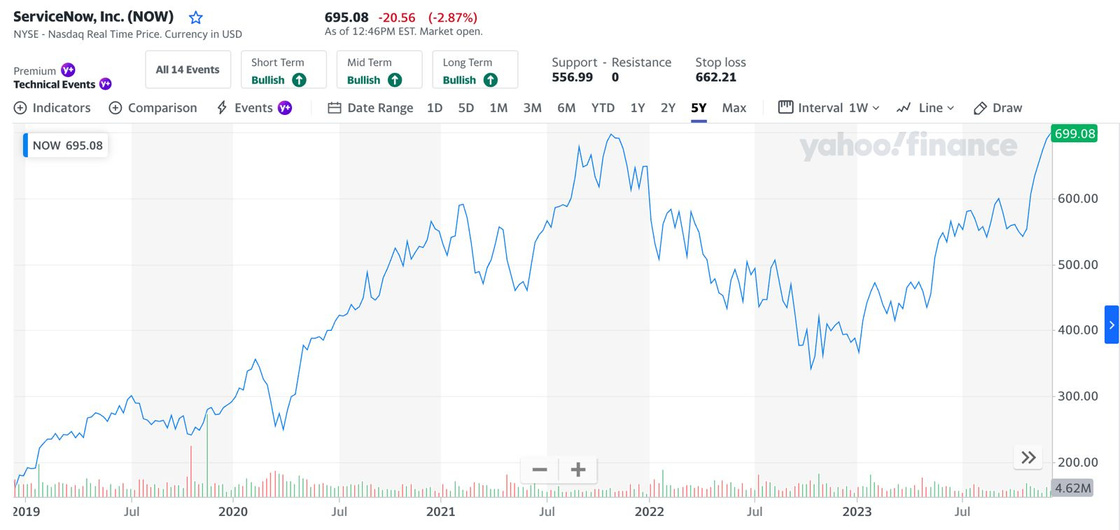 ServiceNow, Inc. (NOW)
NYSE - Nasdaq Real Time Price. Currency in USD
695.08 -20.56 (-2.87%)
As of 12:46PM EST. Market open.
Premium Y+
Technical Events Y+
All 14 Events
Short Term
Bullish
Mid Term
Bullish
Long Term
Bullish
Support - Resistance
556.99 0
Stop loss
662.21
Indicators Comparison Events Y+ Date Range 1D 5D 1M 3M 6M YTD 1Y 2Y 5Y Max Interval 1W Line Draw
NOW 695.08
yahoo!finance
699.08
600.00
500.00
400.00
300.00
200.00
4.62M
2019 Jul 2020 Jul 2021 Jul 2022 Jul 2023 Jul